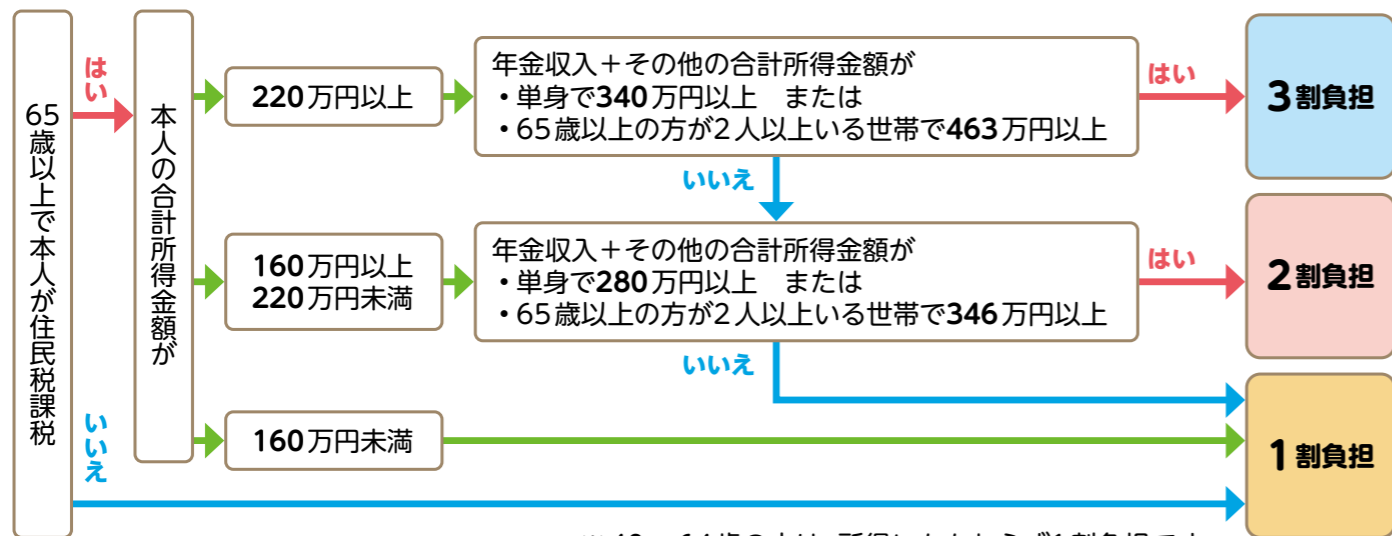 65歳以上で本人が住民税課税
はい
いいえ
本人の合計所得金額が
220万円以上
年金収入＋その他の合計所得金額が
・単身で340万円以上　または
・65歳以上の方が2人以上いる世帯で463万円以上
はい
3割負担
いいえ
160万円以上
220万円未満
年金収入＋その他の合計所得金額が
・単身で280万円以上　または
・65歳以上の方が2人以上いる世帯で346万円以上
はい
2割負担
いいえ
160万円未満
1割負担